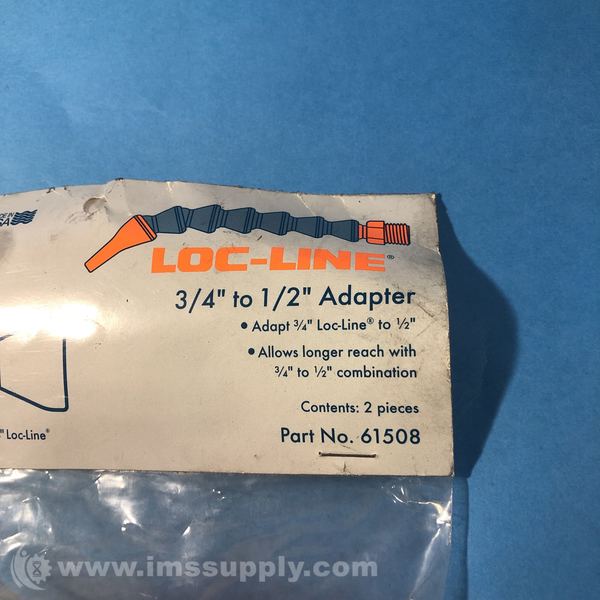 LOC-LINE®
3/4" to 1/2" Adapter
• Adapt ¾" Loc-Line® to ½"
• Allows longer reach with
¾" to ½" combination
Contents: 2 pieces
" Loc-Line®
Part No. 61508
www.imssupply.com